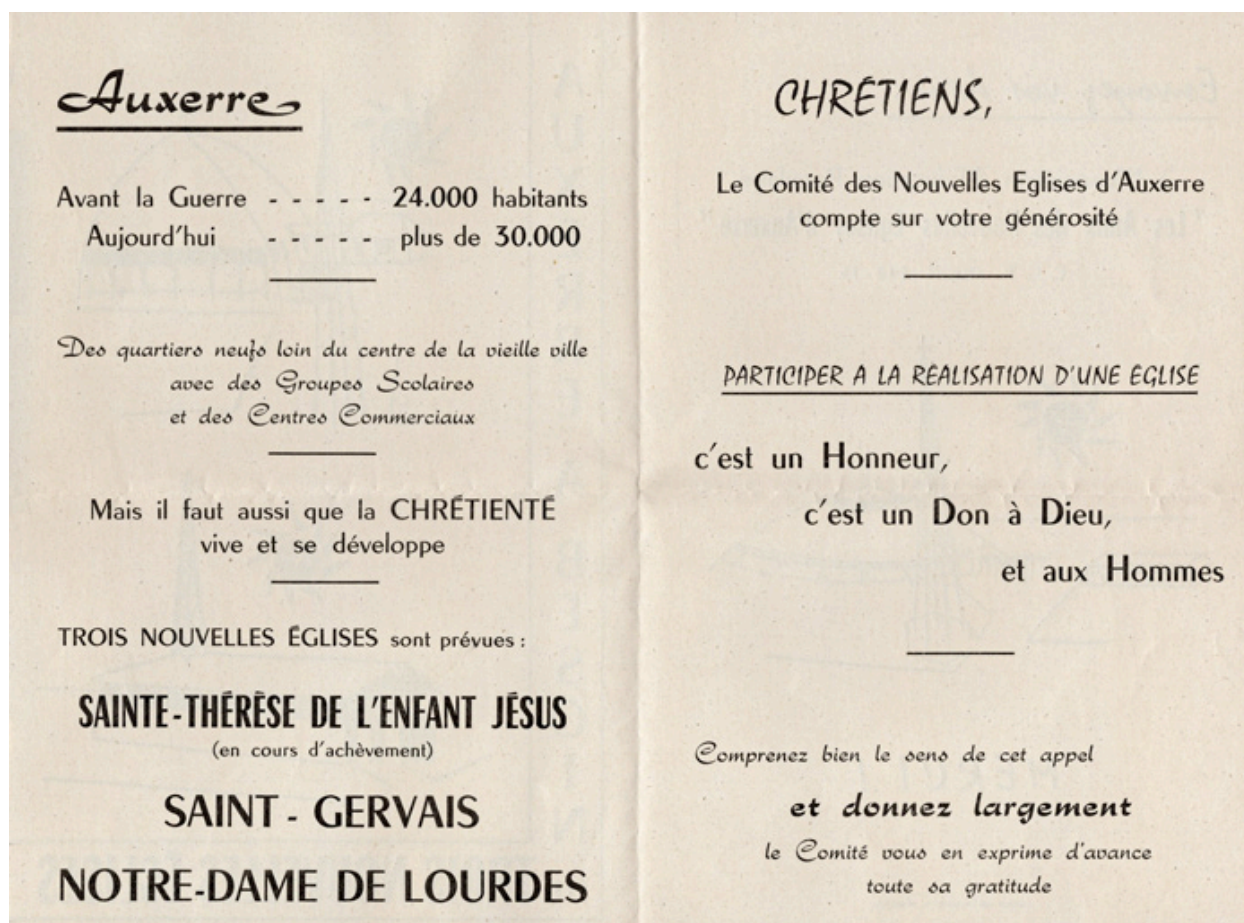 Auxerre
Avant la Guerre - - - - - 24.000 habitants
Aujourd'hui - - - - - plus de 30.000
Des quartiers neufs loin du centre de la vieille ville
avec des Groupes Scolaires
et des Centres Commerciaux
Mais il faut aussi que la CHRÉTIENTÉ
vive et se développe
TROIS NOUVELLES ÉGLISES sont prévues :
SAINTE-THÉRÈSE DE L'ENFANT JÉSUS
(en cours d'achèvement)
SAINT - GERVAIS
NOTRE-DAME DE LOURDES
CHRÉTIENS,
Le Comité des Nouvelles Eglises d'Auxerre
compte sur votre générosité
PARTICIPER A LA RÉALISATION D'UNE EGLISE
c'est un Honneur,
c'est un Don à Dieu,
et aux Hommes
Comprenez bien le sens de cet appel
et donnez largement
le Comité vous en exprime d'avance
toute sa gratitude